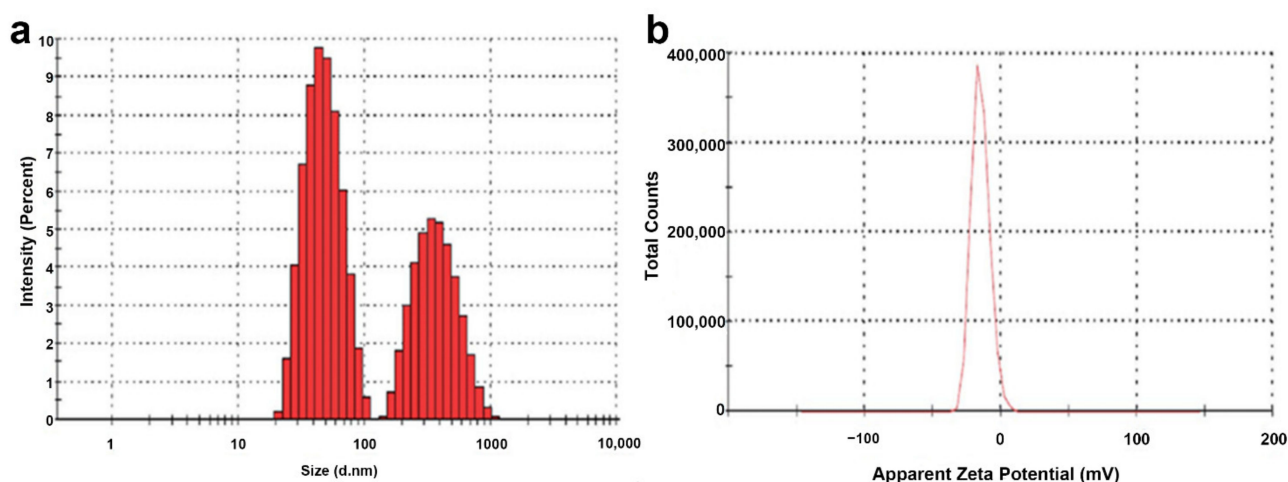 a
10
9
8
7
6
5
4
3
2
1
0
Intensity (Percent)
1 10 100 1000 10,000
Size (d.nm)
b
400,000
300,000
200,000
100,000
0
Total Counts
−100 0 100 200
Apparent Zeta Potential (mV)